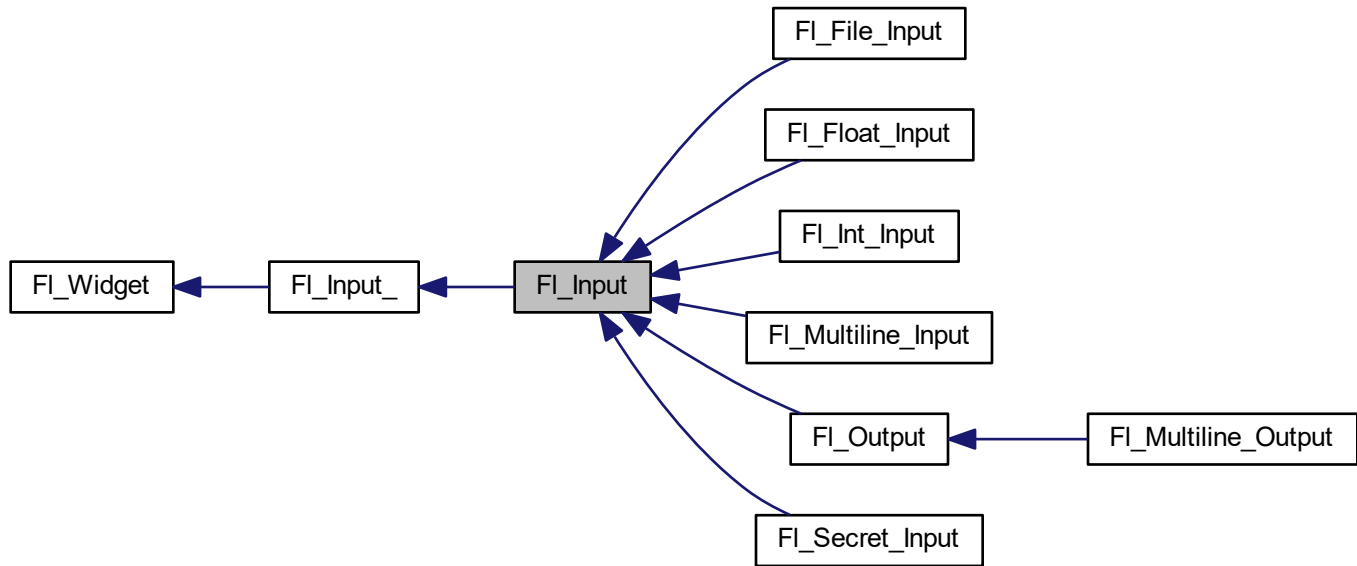 Fl_File_Input
Fl_Float_Input
Fl_Int_Input
Fl_Widget
Fl_Input_
Fl_Input
Fl_Multiline_Input
Fl_Output
Fl_Multiline_Output
Fl_Secret_Input